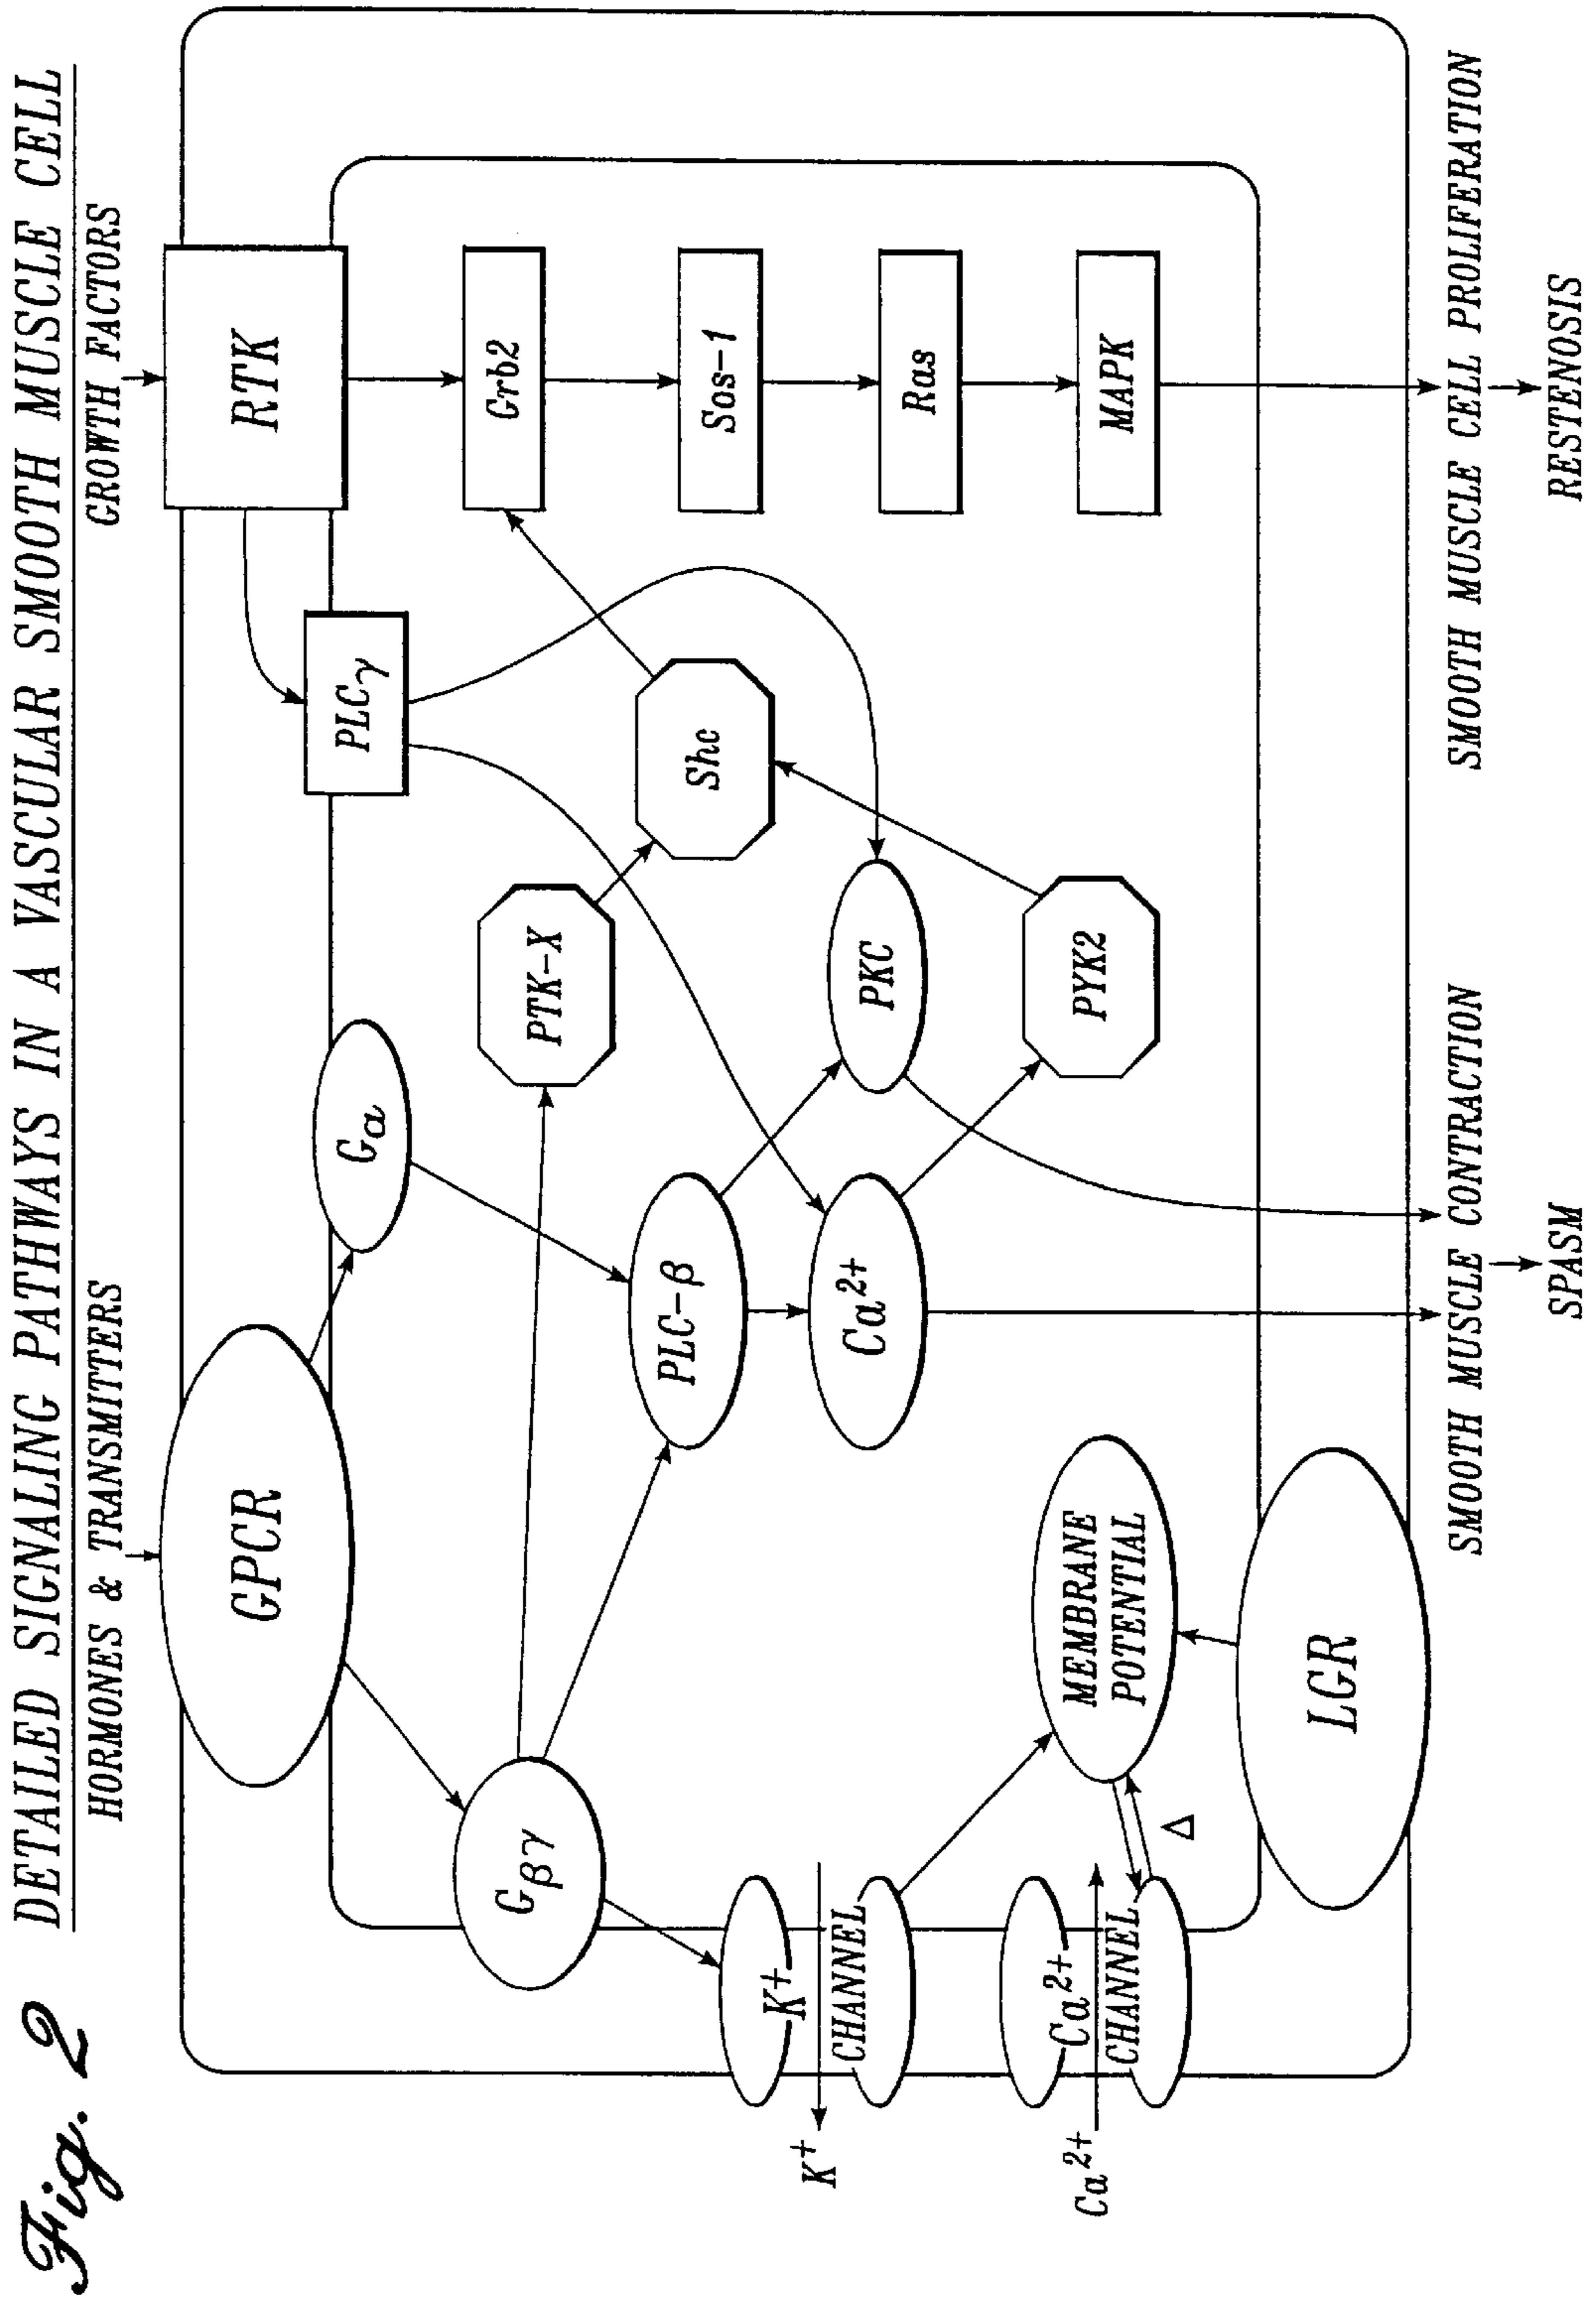 Fig. 2
DETAILED SIGNALING PATHWAYS IN A VASCULAR SMOOTH MUSCLE CELL
HORMONES & TRANSMITTERS
GROWTH FACTORS
GPCR
RTK
Gα
PLCγ
Gβγ
PTK-X
Grb2
PLC-β
Shc
Sos-1
K+
K+
CHANNEL
Ca2+
PKC
Ras
Ca2+
Ca2+
CHANNEL
Δ
MEMBRANE
POTENTIAL
PYK2
MAPK
LGR
SMOOTH MUSCLE CONTRACTION
SMOOTH MUSCLE CELL PROLIFERATION
SPASM
RESTENOSIS